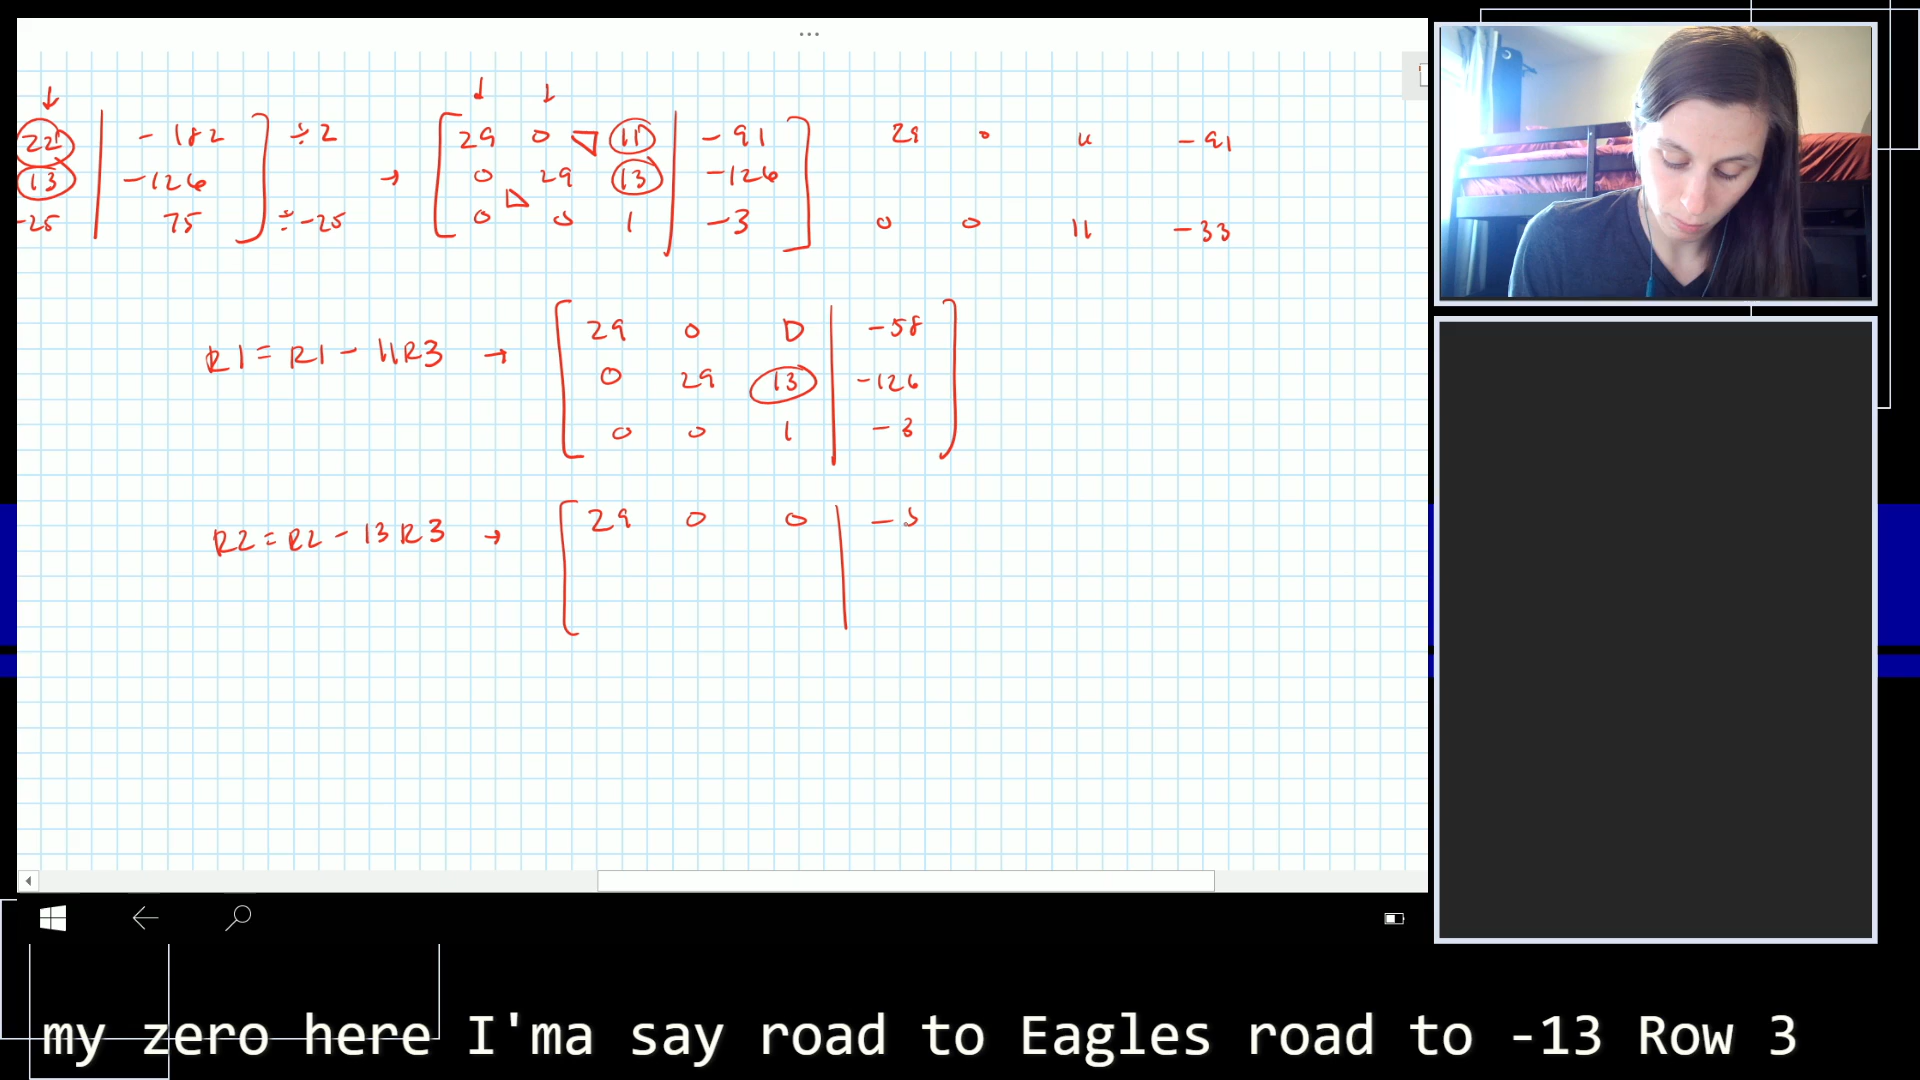 22 | -182 ] ÷2 → [ 29 0 11 | -91 ] 29 0 11 -91
13 | -126 ] [ 0 29 13 | -126 ]
-25 | 75 ] ÷-25 [ 0 0 1 | -3 ] 0 0 11 -33
R1 = R1 - 11R3 → [ 29 0 0 | -58 ]
[ 0 29 13 | -126 ]
[ 0 0 1 | -3 ]
R2 = R2 - 13R3 → [ 29 0 0 | -5
my zero here I'ma say road to Eagles road to -13 Row 3